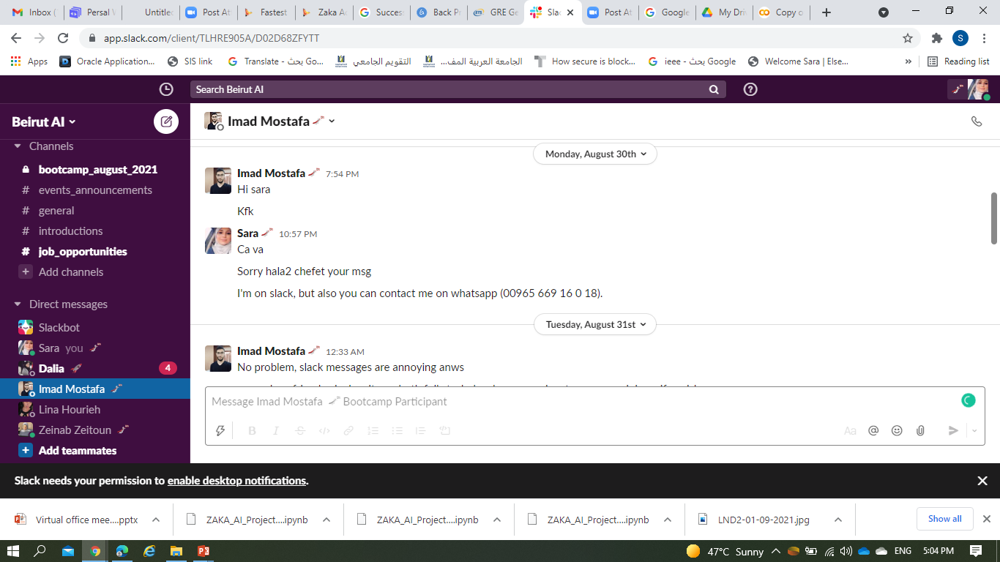 Inbox (
Persal W
Untitled
Post At
Fastest
Zaka A
Succes
Back P
GRE Ge
Slac
Post At
Google
My Dri
Copy o
app.slack.com/client/TLHRE905A/D02D68ZFYTT
S
Apps
Oracle Application...
SIS link
Translate - بحث Go...
التقويم الجامعي
الجامعة العربية المف...
How secure is block...
ieee - بحث Google
Welcome Sara | Else...
»
Reading list
Search Beirut AI
Beirut AI
Imad Mostafa
Channels
bootcamp_august_2021
# events_announcements
# general
# introductions
# job_opportunities
+ Add channels
Direct messages
Slackbot
Sara you
Dalia 4
Imad Mostafa
Lina Hourieh
Zeinab Zeitoun
+ Add teammates
Monday, August 30th
Imad Mostafa 7:54 PM
Hi sara
Kfk
Sara 10:57 PM
Ca va
Sorry hala2 chefet your msg
I'm on slack, but also you can contact me on whatsapp (00965 669 16 0 18).
Tuesday, August 31st
Imad Mostafa 12:33 AM
No problem, slack messages are annoying anws
Message Imad Mostafa Bootcamp Participant
B I S </> Aa @
Slack needs your permission to enable desktop notifications.
Virtual office mee....pptx
ZAKA_AI_Project....ipynb
ZAKA_AI_Project....ipynb
ZAKA_AI_Project....ipynb
LND2-01-09-2021.jpg
Show all
47°C Sunny
ENG
5:04 PM